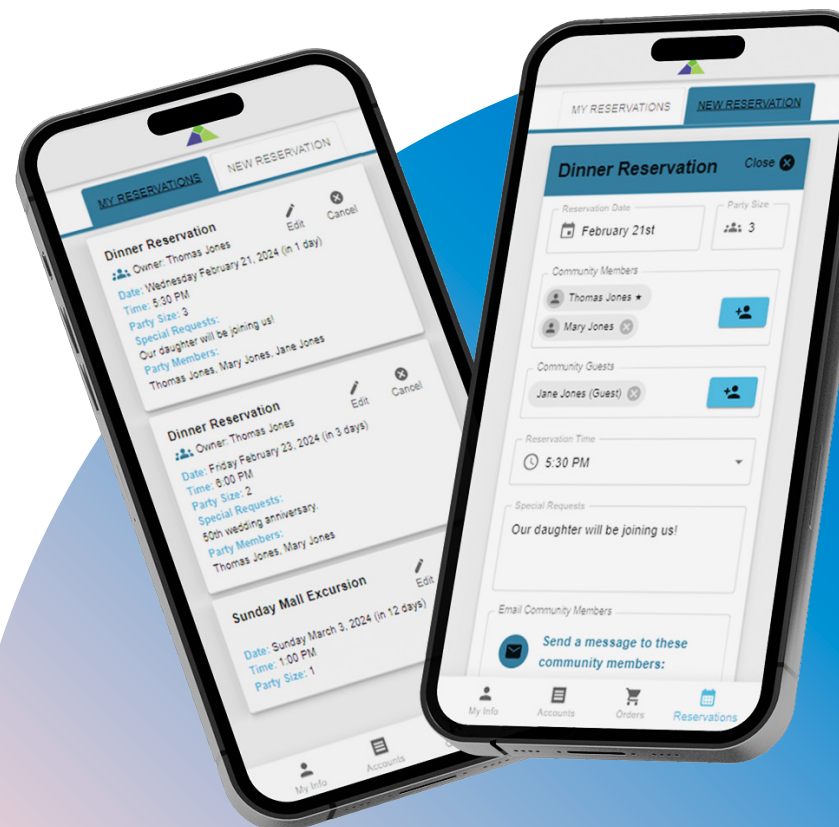 MY RESERVATIONS
NEW RESERVATION
Dinner Reservation
Edit
Cancel
Owner: Thomas Jones
Date: Wednesday February 21, 2024 (in 1 day)
Time: 5:30 PM
Party Size: 3
Special Requests:
Our daughter will be joining us!
Party Members:
Thomas Jones, Mary Jones, Jane Jones
Dinner Reservation
Edit
Cancel
Owner: Thomas Jones
Date: Friday February 23, 2024 (in 3 days)
Time: 6:00 PM
Party Size: 2
Special Requests:
50th wedding anniversary.
Party Members:
Thomas Jones, Mary Jones
Sunday Mall Excursion
Edit
Date: Sunday March 3, 2024 (in 12 days)
Time: 1:00 PM
Party Size: 1
My Info
Accounts
MY RESERVATIONS
NEW RESERVATION
Dinner Reservation
Close
Reservation Date
February 21st
Party Size
3
Community Members
Thomas Jones ★
Mary Jones
Community Guests
Jane Jones (Guest)
Reservation Time
5:30 PM
Special Requests
Our daughter will be joining us!
Email Community Members
Send a message to these
community members:
My Info
Accounts
Orders
Reservations